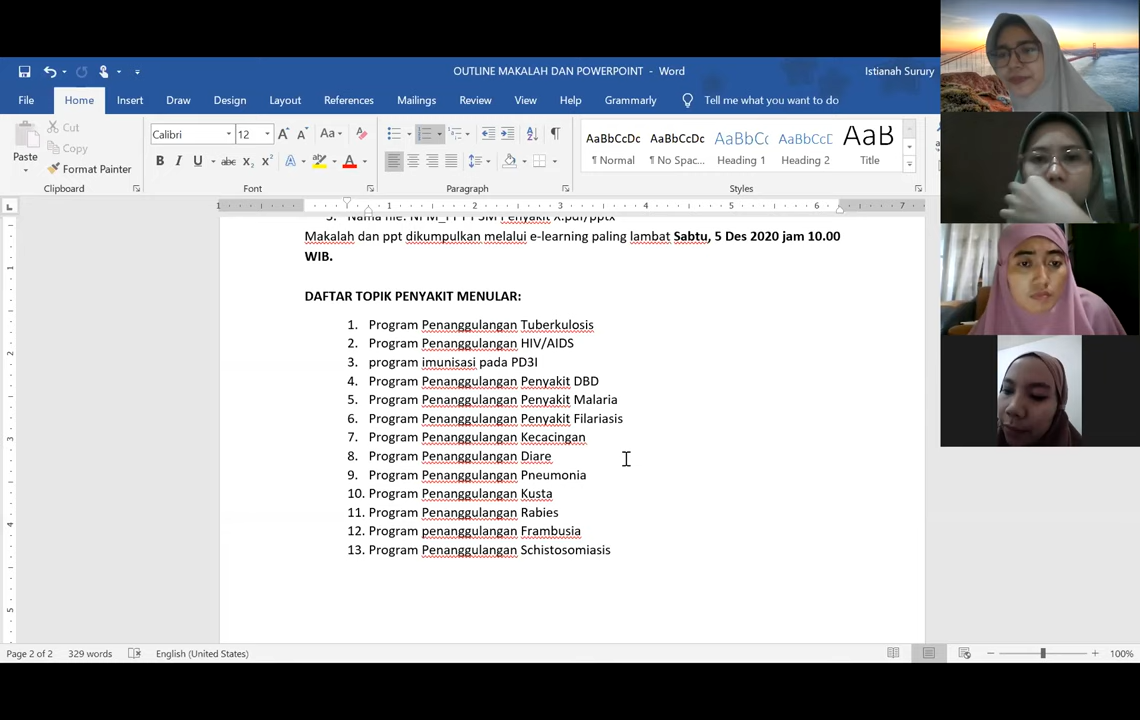 OUTLINE MAKALAH DAN POWERPOINT - Word
Istianah Surury
File Home Insert Draw Design Layout References Mailings Review View Help Grammarly Tell me what you want to do
Paste
Cut
Copy
Format Painter
Calibri 12
AaBbCcDc AaBbCcDc AaBbCc AaBbCcC AaB
¶ Normal ¶ No Spac... Heading 1 Heading 2 Title
Clipboard Font Paragraph Styles
Makalah dan ppt dikumpulkan melalui e-learning paling lambat Sabtu, 5 Des 2020 jam 10.00
WIB.
DAFTAR TOPIK PENYAKIT MENULAR:
1. Program Penanggulangan Tuberkulosis
2. Program Penanggulangan HIV/AIDS
3. program imunisasi pada PD3I
4. Program Penanggulangan Penyakit DBD
5. Program Penanggulangan Penyakit Malaria
6. Program Penanggulangan Penyakit Filariasis
7. Program Penanggulangan Kecacingan
8. Program Penanggulangan Diare
9. Program Penanggulangan Pneumonia
10. Program Penanggulangan Kusta
11. Program Penanggulangan Rabies
12. Program penanggulangan Frambusia
13. Program Penanggulangan Schistosomiasis
Page 2 of 2 329 words English (United States) 100%